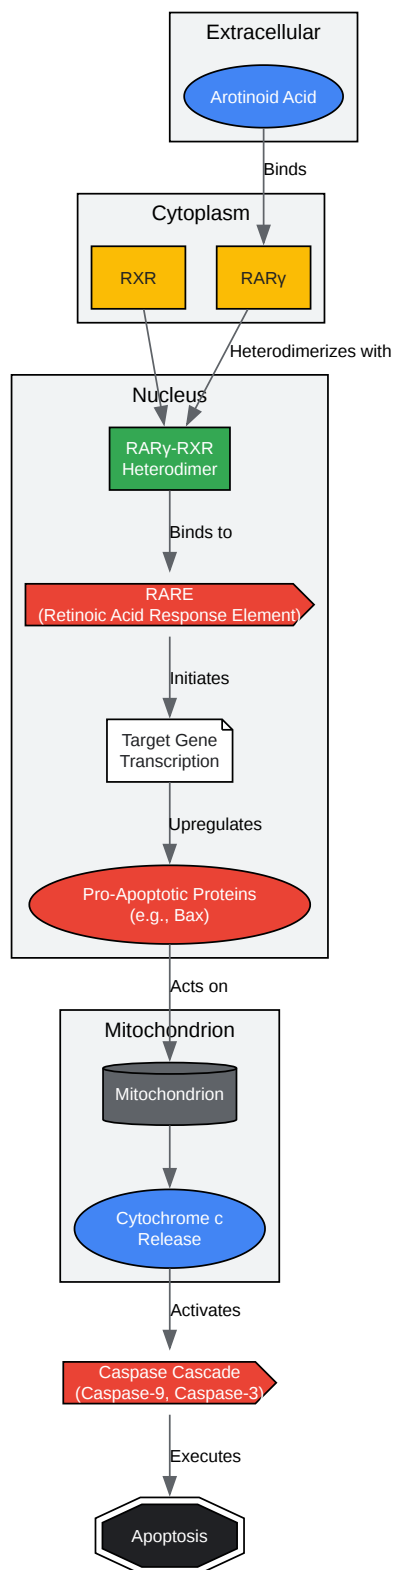 Extracellular
Arotinoid Acid
Binds
Cytoplasm
RXR
RARγ
Heterodimerizes with
Nucleus
RARγ-RXR
Heterodimer
Binds to
RARE
(Retinoic Acid Response Element)
Initiates
Target Gene
Transcription
Upregulates
Pro-Apoptotic Proteins
(e.g., Bax)
Acts on
Mitochondrion
Mitochondrion
Cytochrome c
Release
Activates
Caspase Cascade
(Caspase-9, Caspase-3)
Executes
Apoptosis